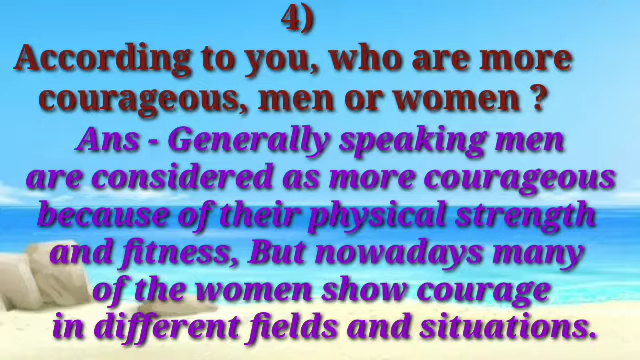 4)
According to you, who are more
courageous, men or women ?
Ans - Generally speaking men
are considered as more courageous
because of their physical strength
and fitness, But nowadays many
of the women show courage
in different fields and situations.